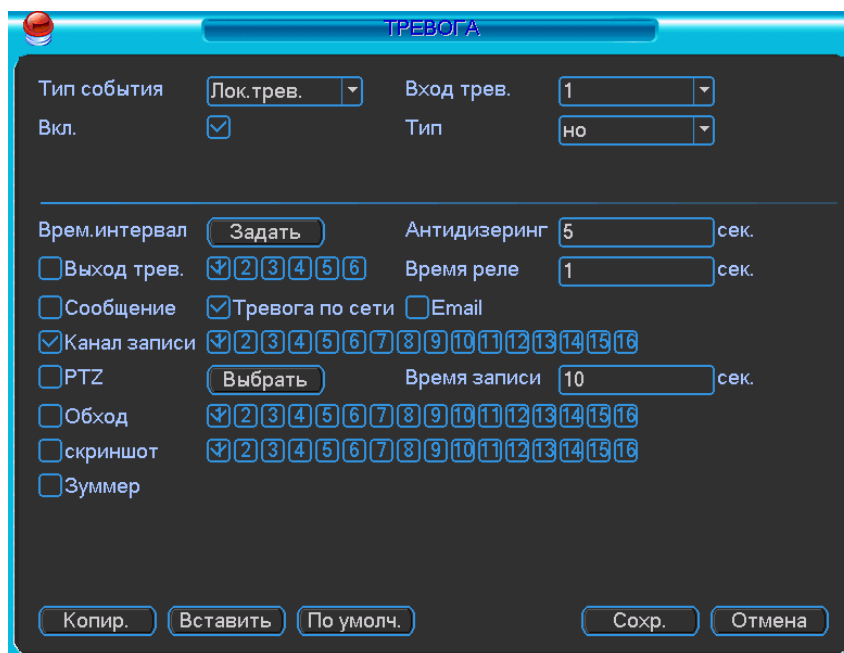 ТРЕВОГА
Тип события Лок.трев. Вход трев. 1
Вкл. Тип но
Врем.интервал Задать Антидизеринг 5 сек.
Выход трев. 1 2 3 4 5 6 Время реле 1 сек.
Сообщение Тревога по сети Email
Канал записи 1 2 3 4 5 6 7 8 9 10 11 12 13 14 15 16
PTZ Выбрать Время записи 10 сек.
Обход 1 2 3 4 5 6 7 8 9 10 11 12 13 14 15 16
скриншот 1 2 3 4 5 6 7 8 9 10 11 12 13 14 15 16
Зуммер
Копир. Вставить По умолч. Сохр. Отмена